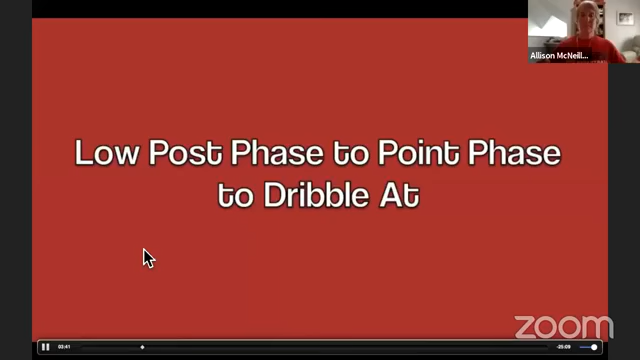 Allison McNeill...
Low Post Phase to Point Phase
to Dribble At
zoom
03:41
-25:09